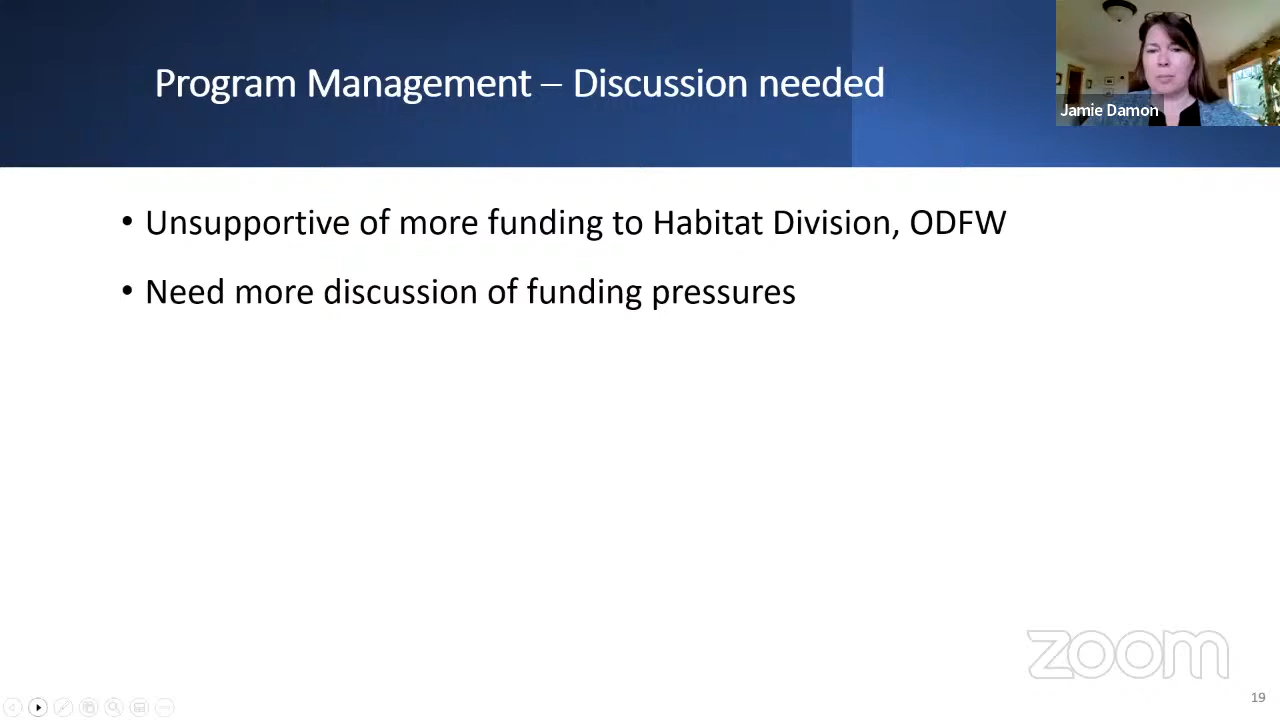 Program Management – Discussion needed
Jamie Damon
• Unsupportive of more funding to Habitat Division, ODFW
• Need more discussion of funding pressures
zoom
19